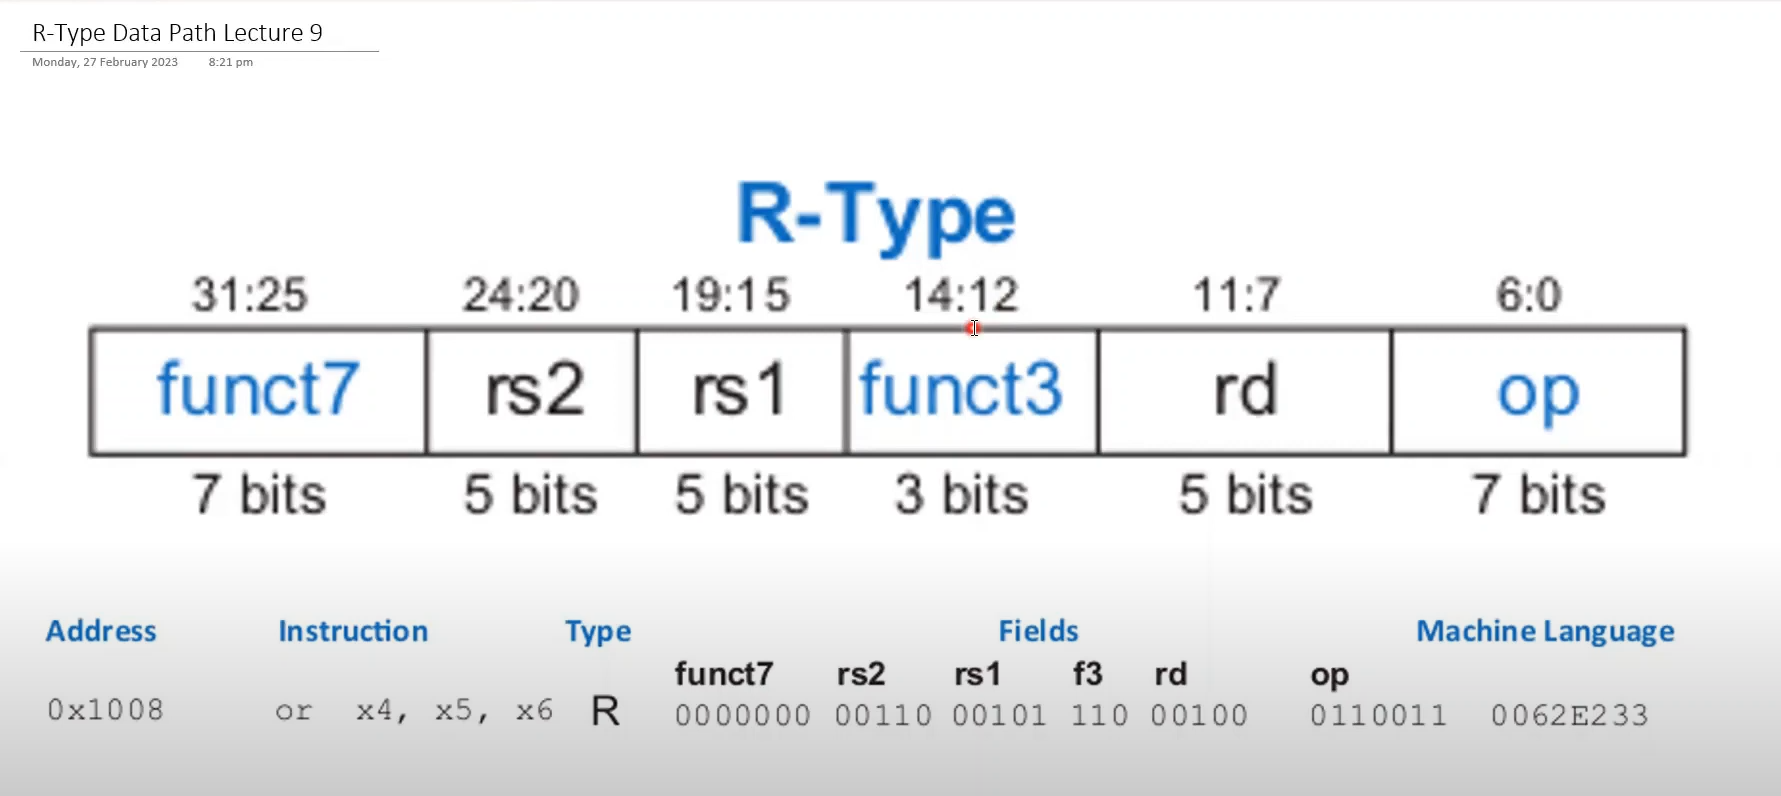 R-Type Data Path Lecture 9
Monday, 27 February 2023 8:21 pm
R-Type
31:25 24:20 19:15 14:12 11:7 6:0
funct7 rs2 rs1 funct3 rd op
7 bits 5 bits 5 bits 3 bits 5 bits 7 bits
Address Instruction Type Fields Machine Language
funct7 rs2 rs1 f3 rd op
0x1008 or x4, x5, x6 R 0000000 00110 00101 110 00100 0110011 0062E233